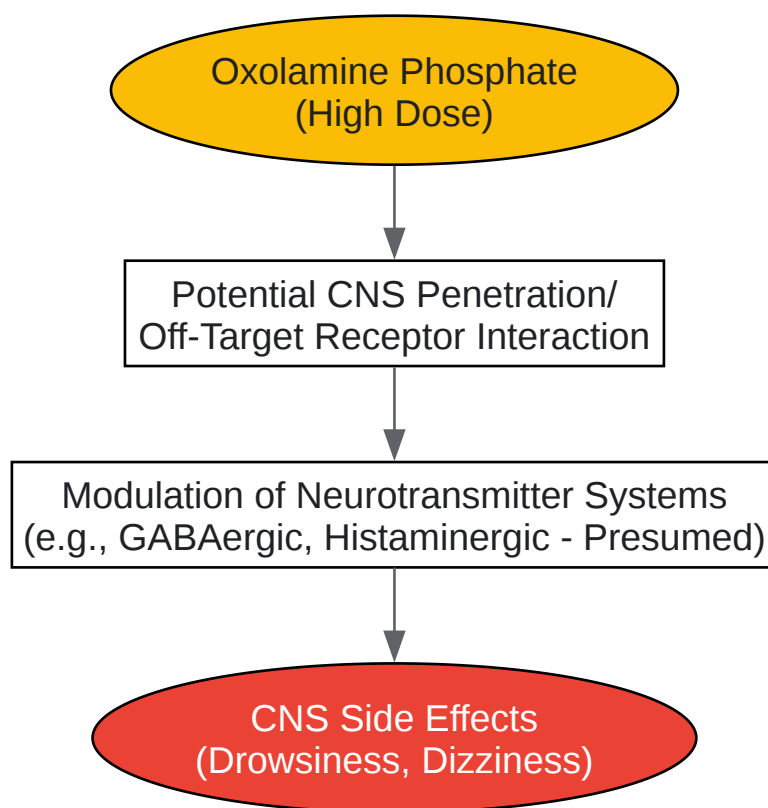 Oxolamine Phosphate
(High Dose)
Potential CNS Penetration/
Off-Target Receptor Interaction
Modulation of Neurotransmitter Systems
(e.g., GABAergic, Histaminergic - Presumed)
CNS Side Effects
(Drowsiness, Dizziness)